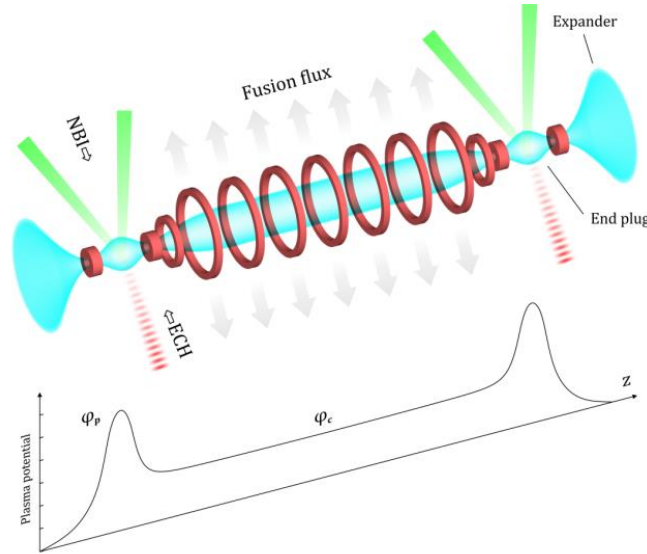 Expander
Fusion flux
NBI⇨
End plug
⇦ECH
z
φp
φc
Plasma potential